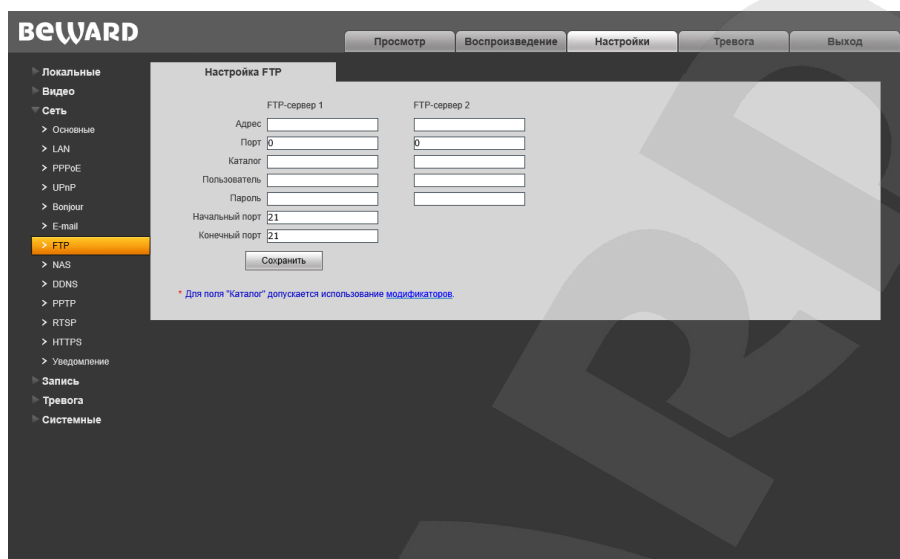 BEWARD
Просмотр Воспроизведение Настройки Тревога Выход
Локальные
Видео
Сеть
Основные
LAN
PPPoE
UPnP
Bonjour
E-mail
FTP
NAS
DDNS
PPTP
RTSP
HTTPS
Уведомление
Запись
Тревога
Системные
Настройка FTP
FTP-сервер 1 FTP-сервер 2
Адрес
Порт 0 0
Каталог
Пользователь
Пароль
Начальный порт 21
Конечный порт 21
Сохранить
* Для поля "Каталог" допускается использование модификаторов.